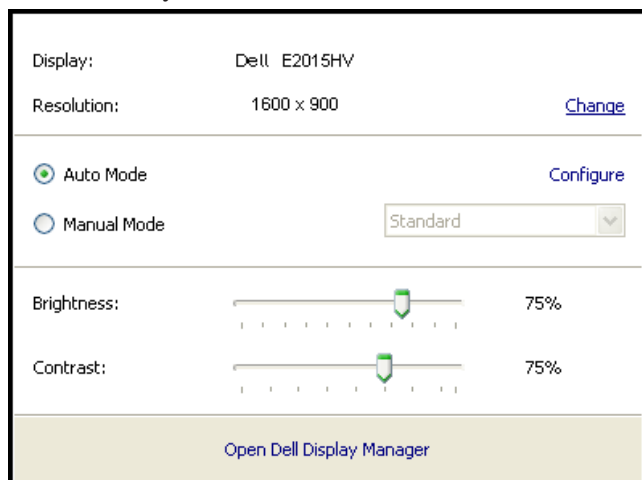 Display: Dell E2015HV
Resolution: 1600 x 900 Change
Auto Mode Configure
Manual Mode Standard
Brightness: 75%
Contrast: 75%
Open Dell Display Manager